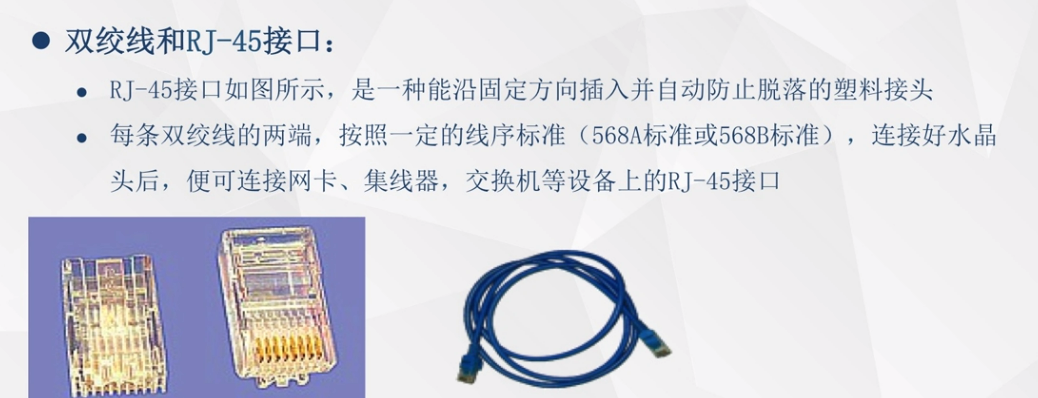 双绞线和RJ-45接口：
RJ-45接口如图所示，是一种能沿固定方向插入并自动防止脱落的塑料接头
每条双绞线的两端，按照一定的线序标准（568A标准或568B标准），连接好水晶
头后，便可连接网卡、集线器，交换机等设备上的RJ-45接口